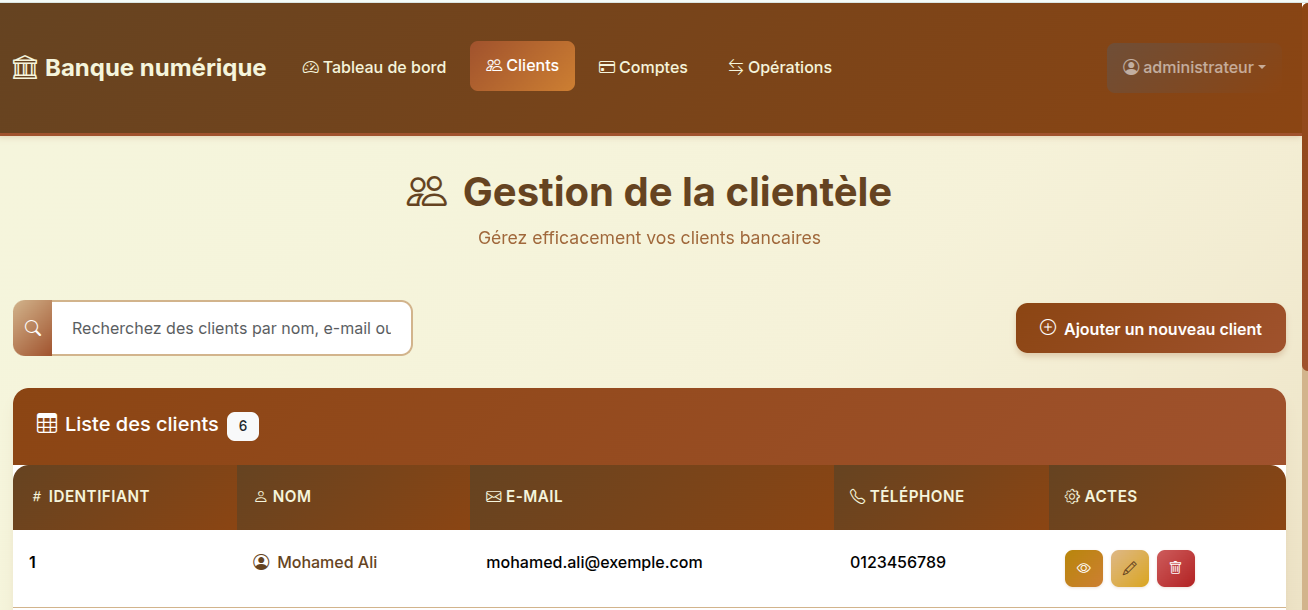 Banque numérique
Tableau de bord
Clients
Comptes
Opérations
administrateur
Gestion de la clientèle
Gérez efficacement vos clients bancaires
Recherchez des clients par nom, e-mail ou
Ajouter un nouveau client
Liste des clients 6
# IDENTIFIANT NOM E-MAIL TÉLÉPHONE ACTES
1 Mohamed Ali mohamed.ali@exemple.com 0123456789